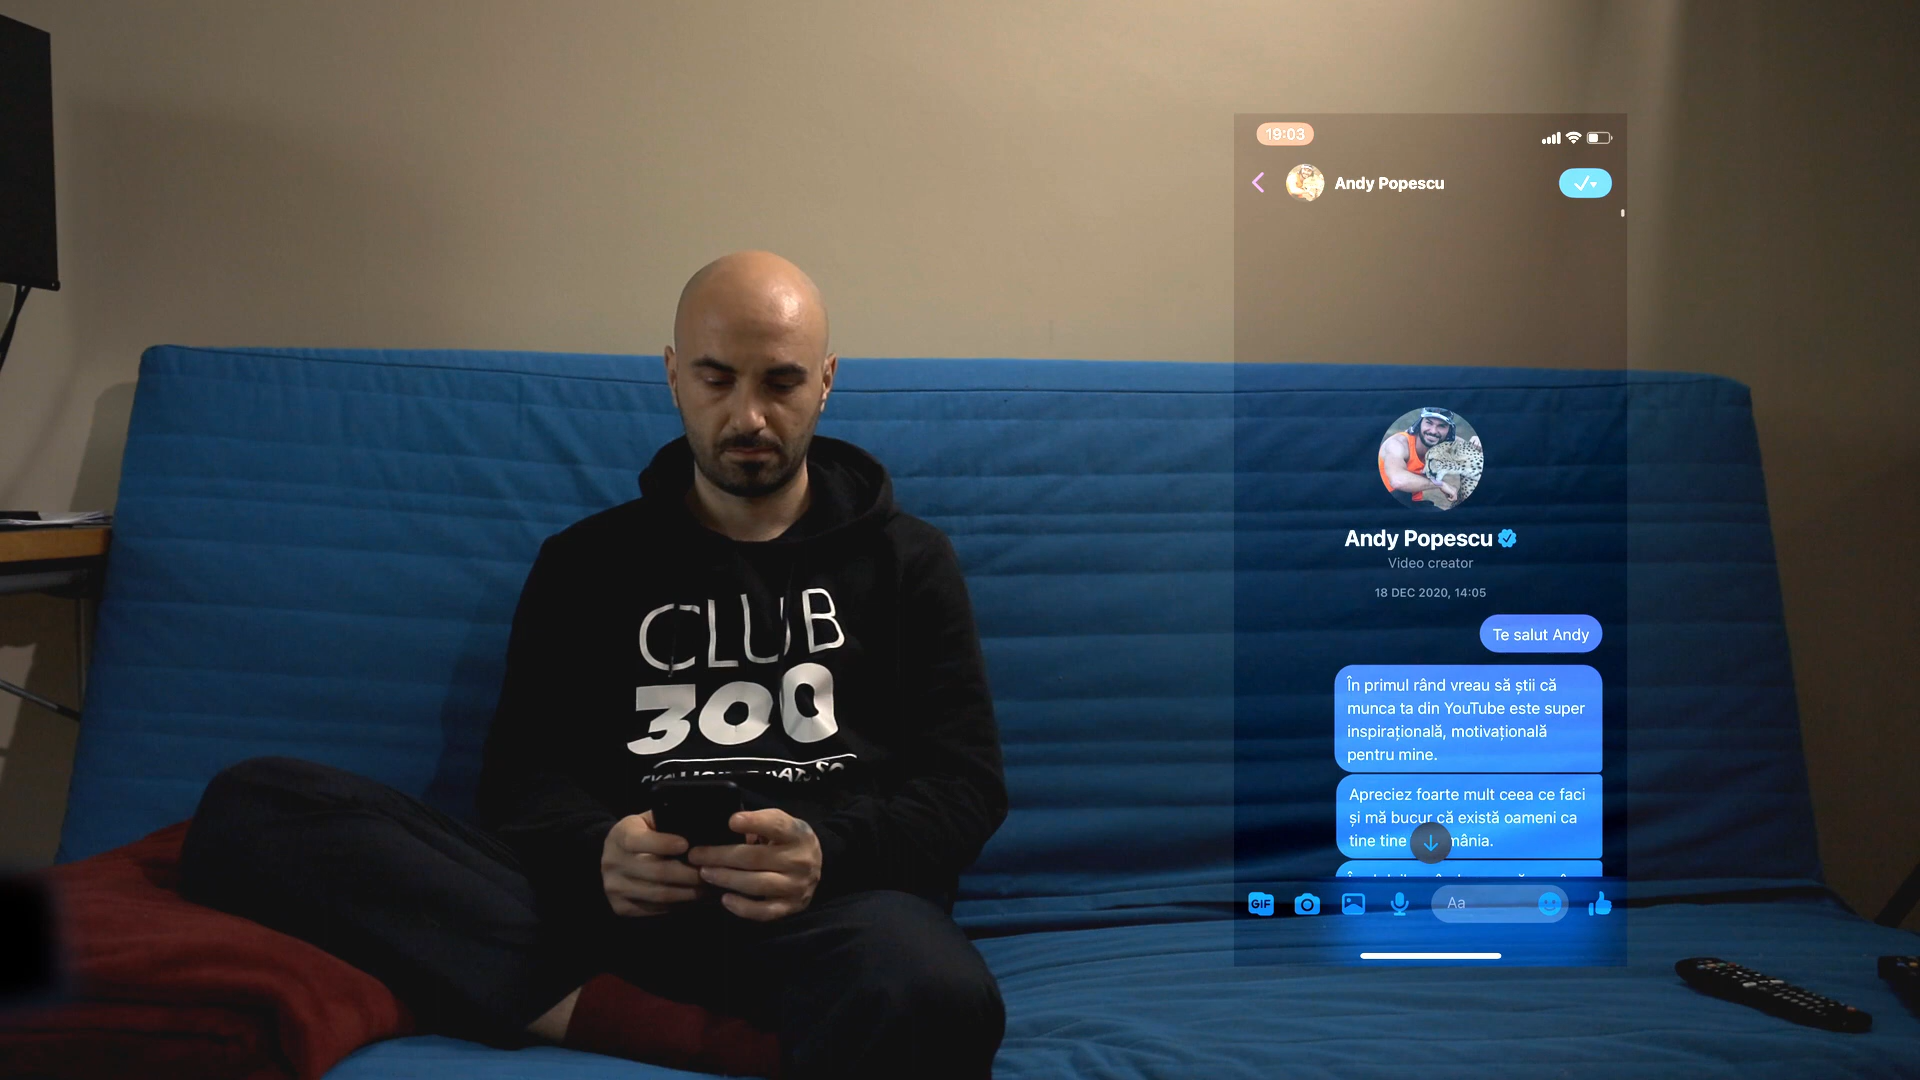 CLUB
300
19:03
Andy Popescu
Andy Popescu
Video creator
18 DEC 2020, 14:05
Te salut Andy
În primul rând vreau să știi că
munca ta din YouTube este super
inspirațională, motivațională
pentru mine.
Apreciez foarte mult ceea ce faci
și mă bucur că există oameni ca
tine tine
GIF
Aa